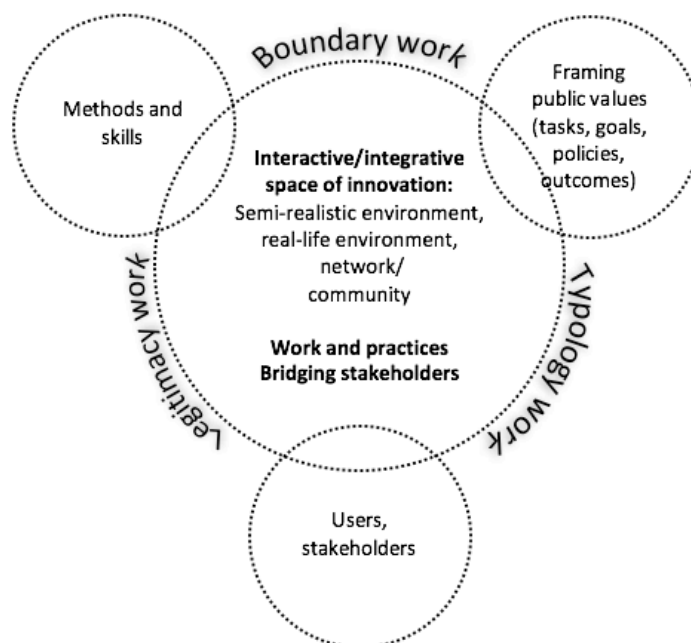 Boundary work
Methods and
skills
Framing
public values
(tasks, goals,
policies,
outcomes)
Interactive/integrative
space of innovation:
Semi-realistic environment,
real-life environment,
network/
community
Work and practices
Bridging stakeholders
Legitimacy work
Typology work
Users,
stakeholders